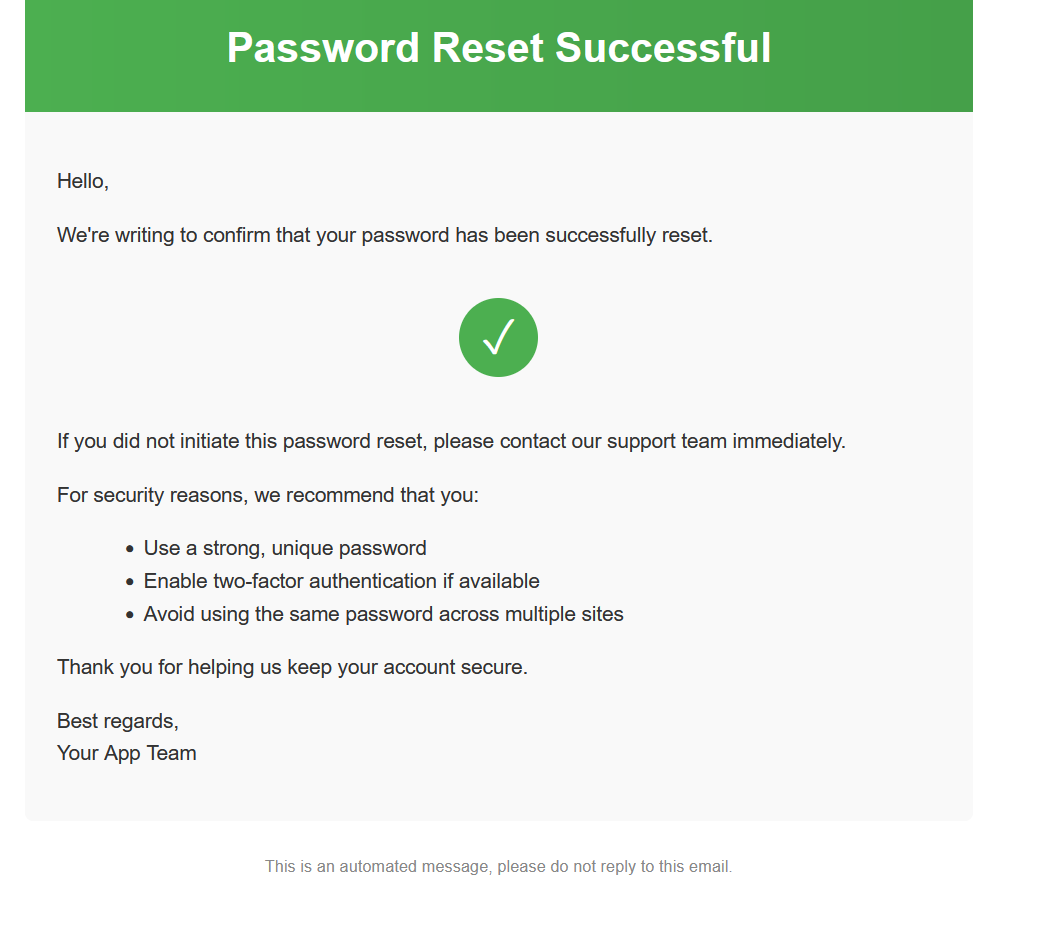 Password Reset Successful
Hello,
We're writing to confirm that your password has been successfully reset.
✓
If you did not initiate this password reset, please contact our support team immediately.
For security reasons, we recommend that you:
• Use a strong, unique password
• Enable two-factor authentication if available
• Avoid using the same password across multiple sites
Thank you for helping us keep your account secure.
Best regards,
Your App Team
This is an automated message, please do not reply to this email.